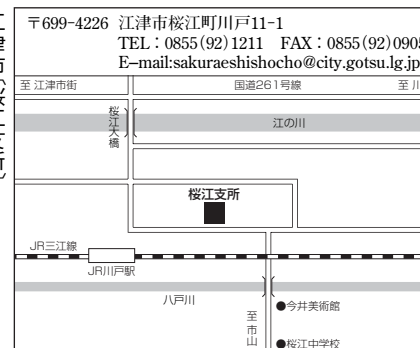 〒699-4226 江津市桜江町川戸11-1
TEL：0855(92)1211 FAX：0855(92)0905
E-mail:sakuraeshishocho@city.gotsu.lg.jp
至 江津市街
国道261号線
至 川
桜江大橋
江の川
桜江支所
JR三江線
JR川戸駅
八戸川
至市山
●今井美術館
●桜江中学校